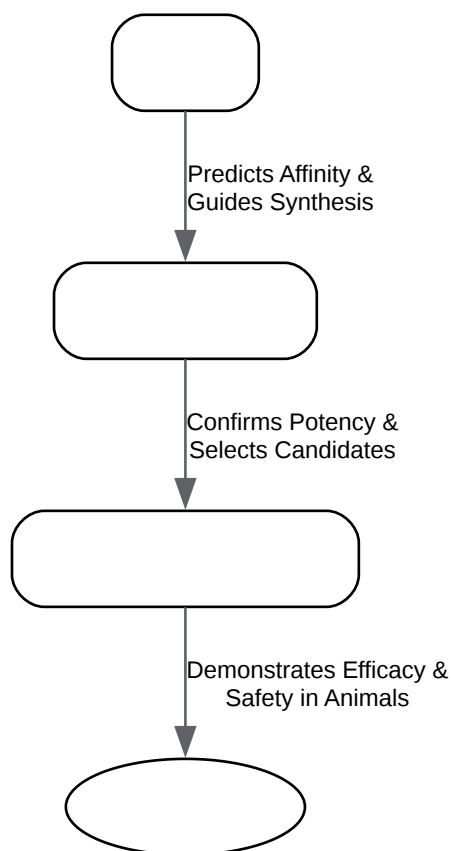 Predicts Affinity &
Guides Synthesis
Confirms Potency &
Selects Candidates
Demonstrates Efficacy &
Safety in Animals